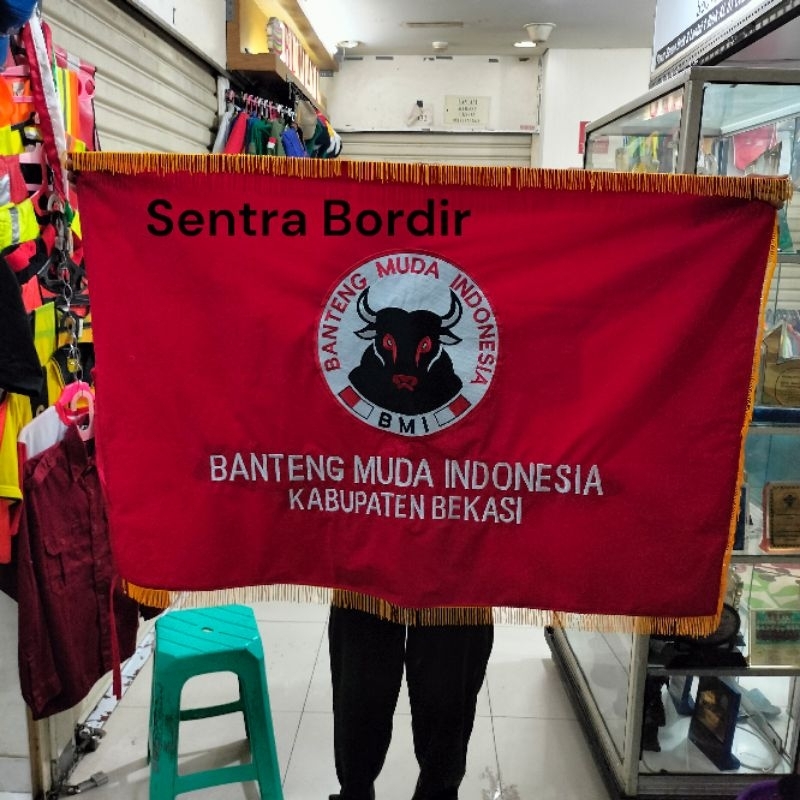 Sentra Bordir
BANTENG MUDA INDONESIA
BMI
BANTENG MUDA INDONESIA
KABUPATEN BEKASI